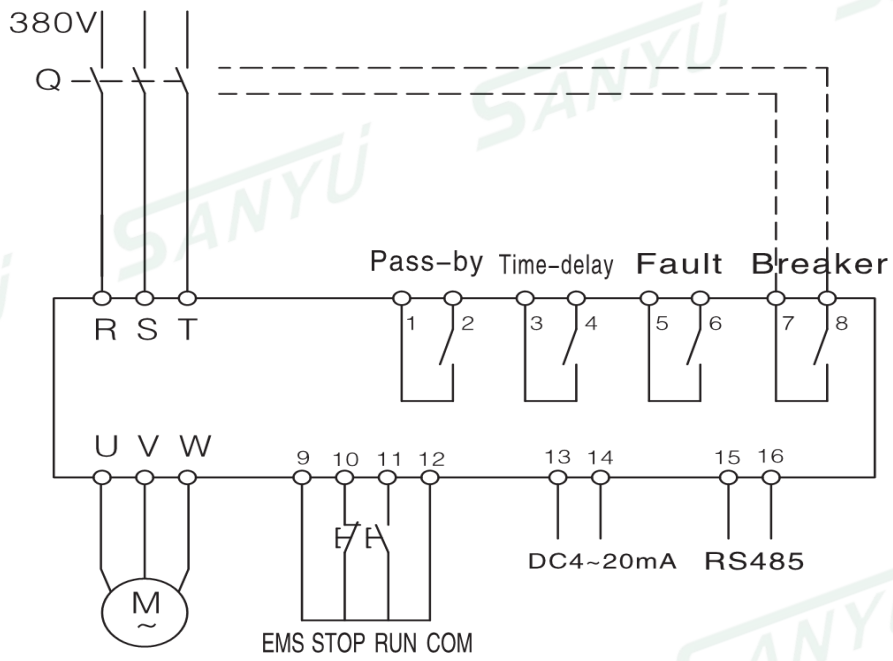 380V
Q
SANYU
SANYU
Pass-by Time-delay Fault Breaker
1 2 3 4 5 6 7 8
R S T
U V W
9 10 11 12 13 14 15 16
M
~
DC4~20mA RS485
EMS STOP RUN COM
SANYU